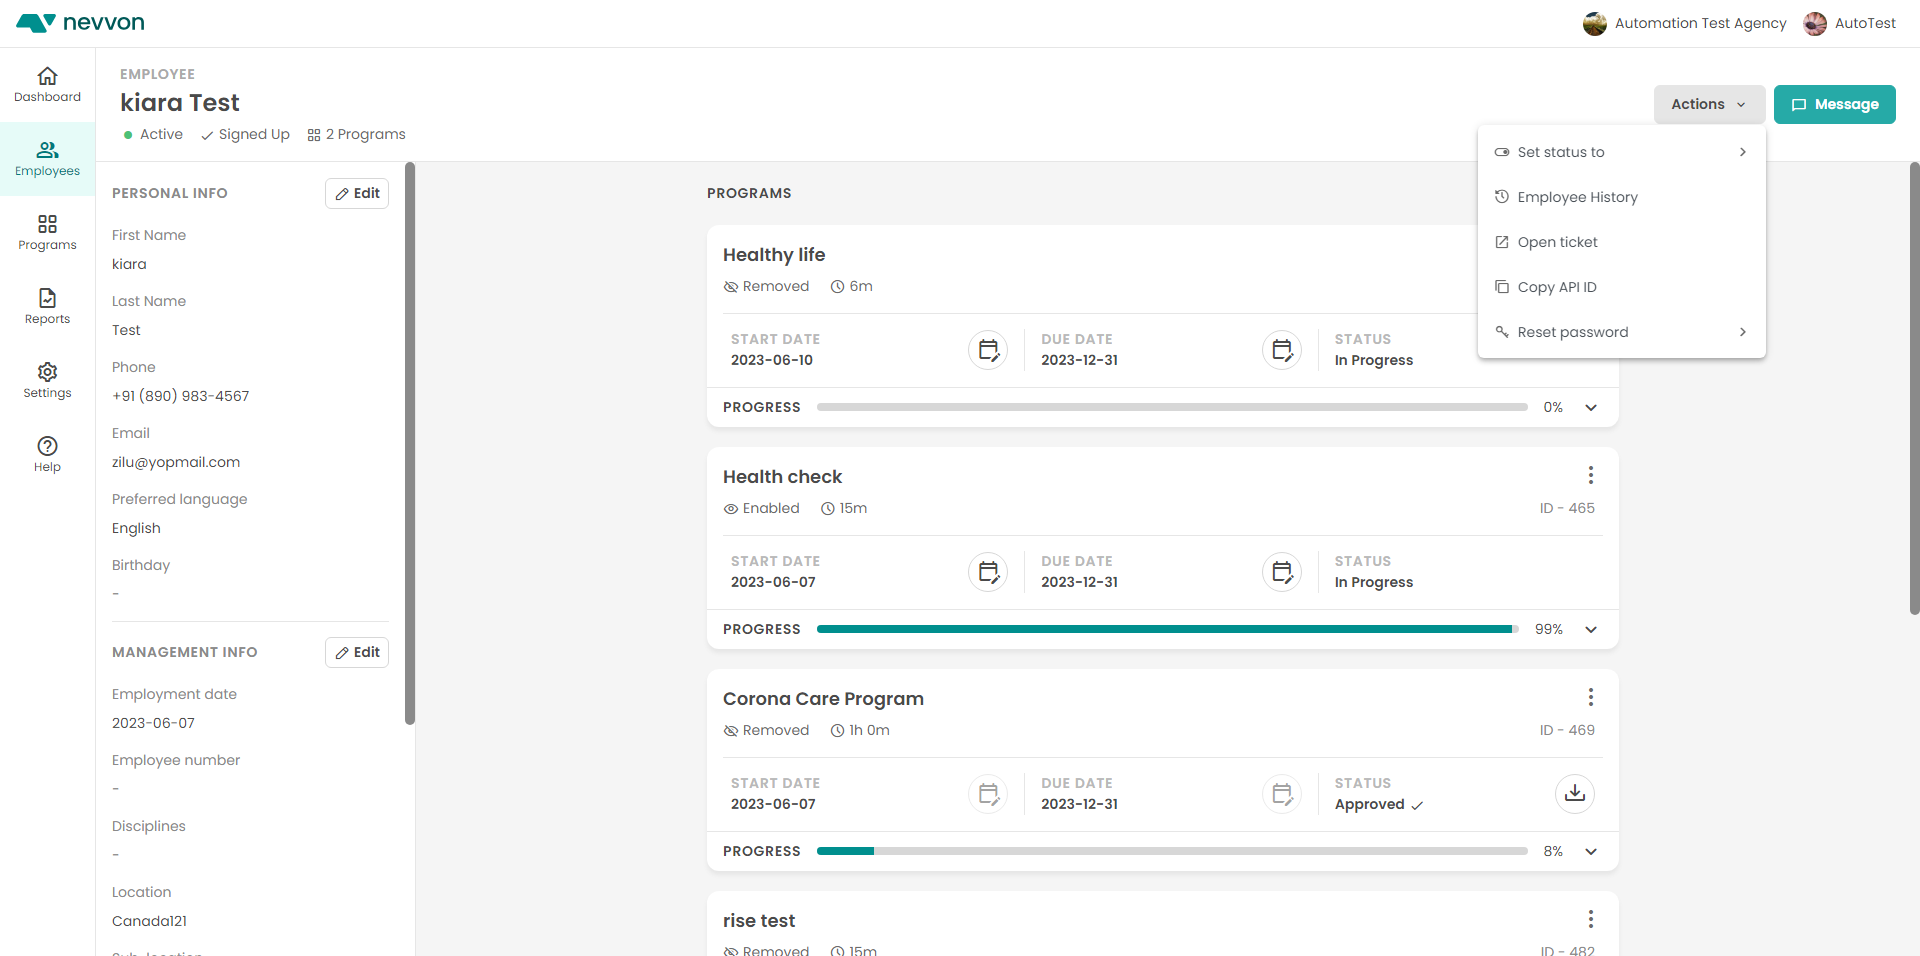 nevvon
Automation Test Agency
AutoTest
Dashboard
Employees
Programs
Reports
Settings
Help
EMPLOYEE
kiara Test
Active
Signed Up
2 Programs
Actions
Message
Set status to
Employee History
Open ticket
Copy API ID
Reset password
PERSONAL INFO
Edit
First Name
kiara
Last Name
Test
Phone
+91 (890) 983-4567
Email
zilu@yopmail.com
Preferred language
English
Birthday
-
MANAGEMENT INFO
Edit
Employment date
2023-06-07
Employee number
-
Disciplines
-
Location
Canada121
Sub-location
PROGRAMS
Healthy life
Removed 6m
START DATE
2023-06-10
DUE DATE
2023-12-31
STATUS
In Progress
PROGRESS 0%
Health check
Enabled 15m
ID - 465
START DATE
2023-06-07
DUE DATE
2023-12-31
STATUS
In Progress
PROGRESS 99%
Corona Care Program
Removed 1h 0m
ID - 469
START DATE
2023-06-07
DUE DATE
2023-12-31
STATUS
Approved
PROGRESS 8%
rise test
Removed 15m
ID - 482